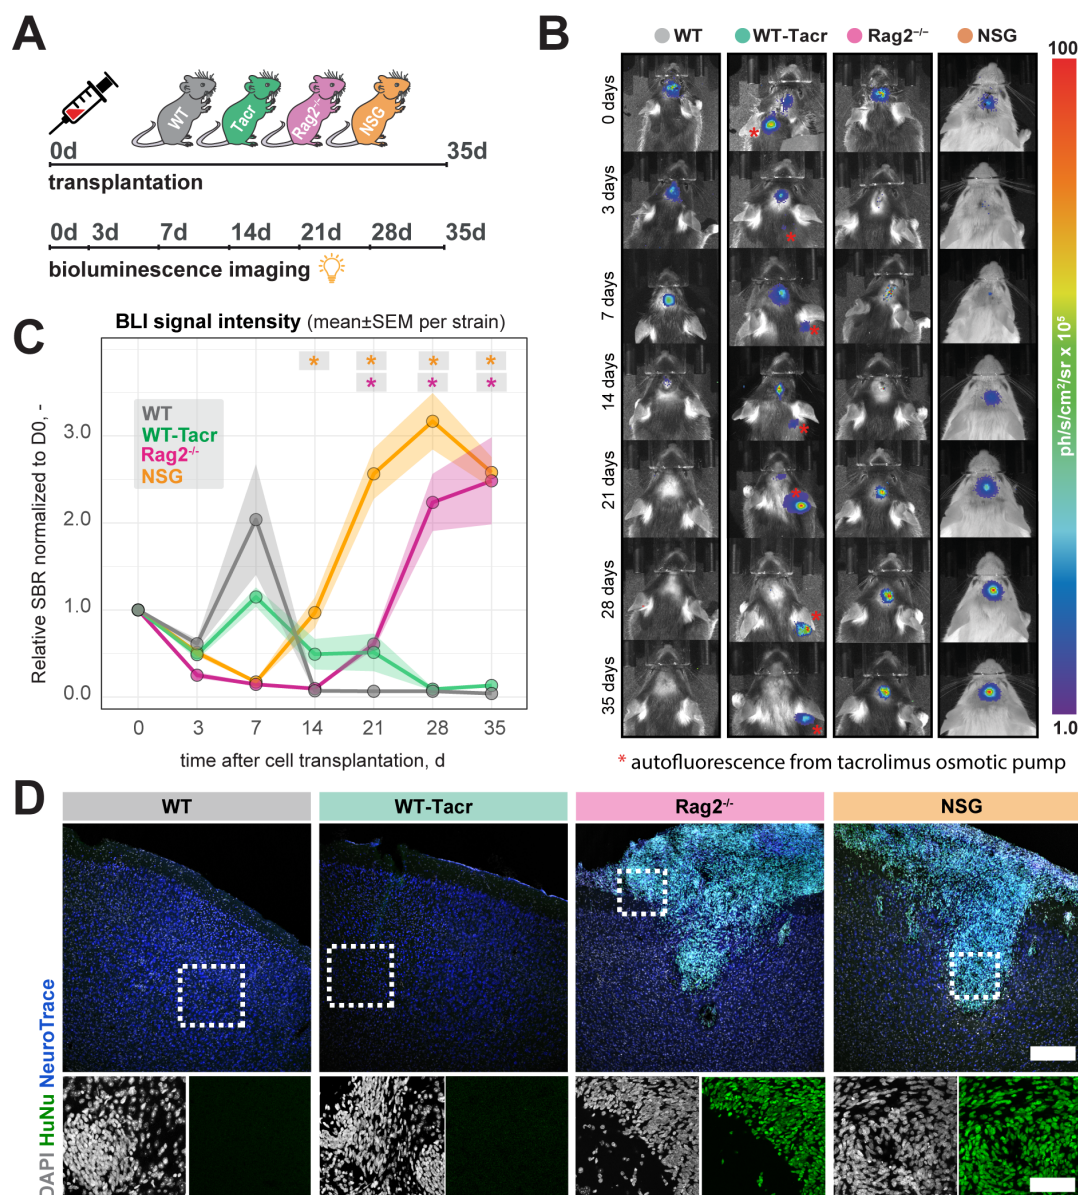 A
WT
Tacr
Rag2-/-
NSG
0d 35d
transplantation
0d 3d 7d 14d 21d 28d 35d
bioluminescence imaging
B
WT WT-Tacr Rag2-/- NSG
0 days
3 days
7 days
14 days
21 days
28 days
35 days
* * * * * * *
100
ph/s/cm²/sr x 10⁵
1.0
* autofluorescence from tacrolimus osmotic pump
C
BLI signal intensity (mean±SEM per strain)
* * * *
* * *
WT
WT-Tacr
Rag2-/-
NSG
Relative SBR normalized to D0, -
3.0
2.0
1.0
0.0
0 3 7 14 21 28 35
time after cell transplantation, d
D
WT WT-Tacr Rag2-/- NSG
DAPI HuNu NeuroTrace